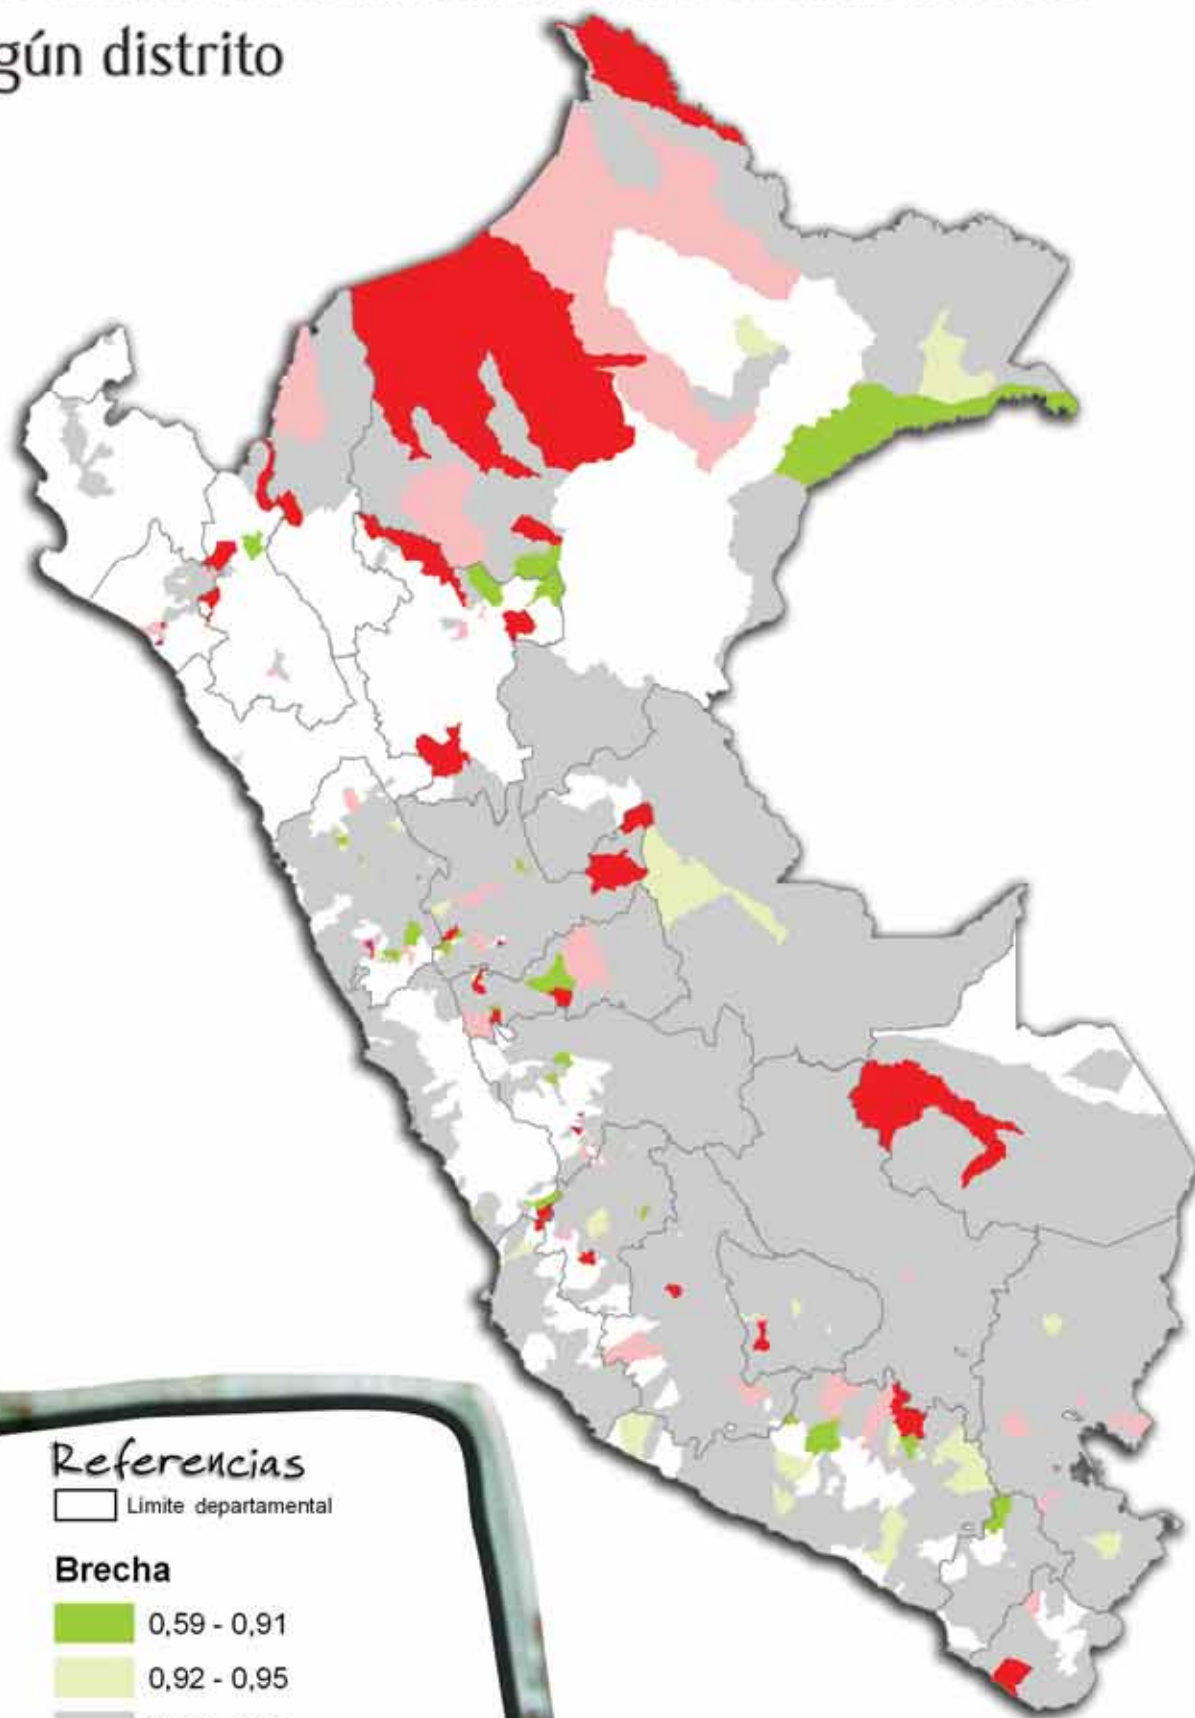 gún distrito
Referencias
Límite departamental
Brecha
0,59 - 0,91
0,92 - 0,95